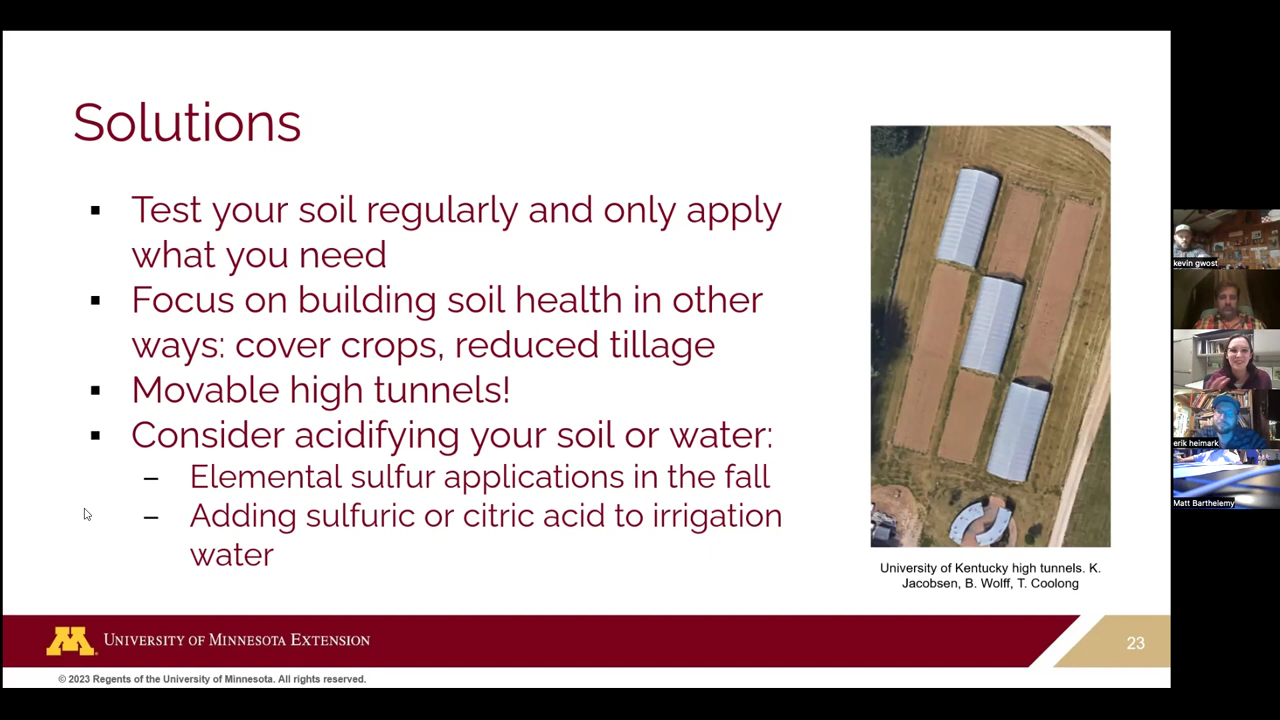 Solutions
▪ Test your soil regularly and only apply
what you need
▪ Focus on building soil health in other
ways: cover crops, reduced tillage
▪ Movable high tunnels!
▪ Consider acidifying your soil or water:
– Elemental sulfur applications in the fall
– Adding sulfuric or citric acid to irrigation
water
University of Kentucky high tunnels. K.
Jacobsen, B. Wolff, T. Coolong
kevin gwost
erik heimark
Matt Barthelemy
M UNIVERSITY OF MINNESOTA EXTENSION
23
© 2023 Regents of the University of Minnesota. All rights reserved.